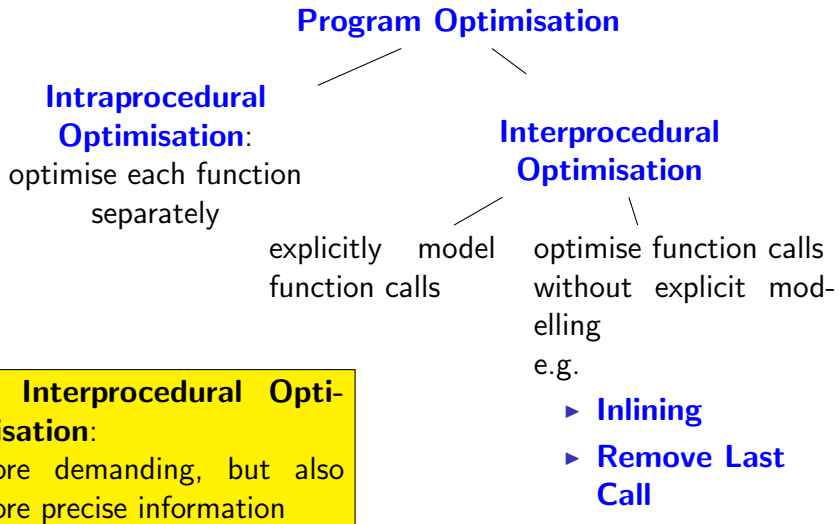 Program Optimisation
Intraprocedural
Optimisation:
optimise each function
separately
Interprocedural
Optimisation
explicitly model
function calls
optimise function calls
without explicit mod-
elling
e.g.
▶ Inlining
▶ Remove Last
Call
Interprocedural Opti-
isation:
ore demanding, but also
ore precise information